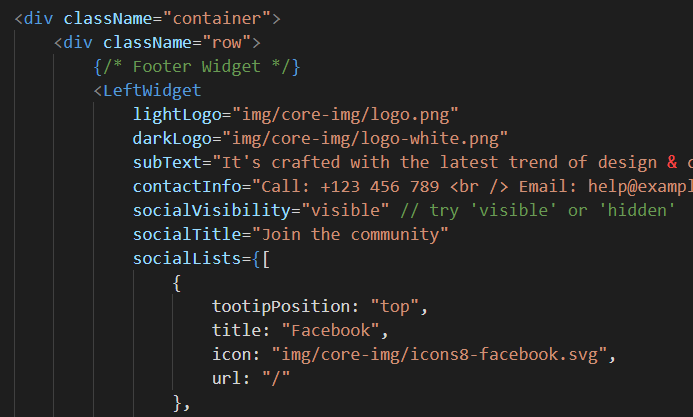 <div className="container">
<div className="row">
{/* Footer Widget */}
<LeftWidget
lightLogo="img/core-img/logo.png"
darkLogo="img/core-img/logo-white.png"
subText="It's crafted with the latest trend of design & c
contactInfo="Call: +123 456 789 <br /> Email: help@exampl
socialVisibility="visible" // try 'visible' or 'hidden'
socialTitle="Join the community"
socialLists={[
{
tootipPosition: "top",
title: "Facebook",
icon: "img/core-img/icons8-facebook.svg",
url: "/"
},